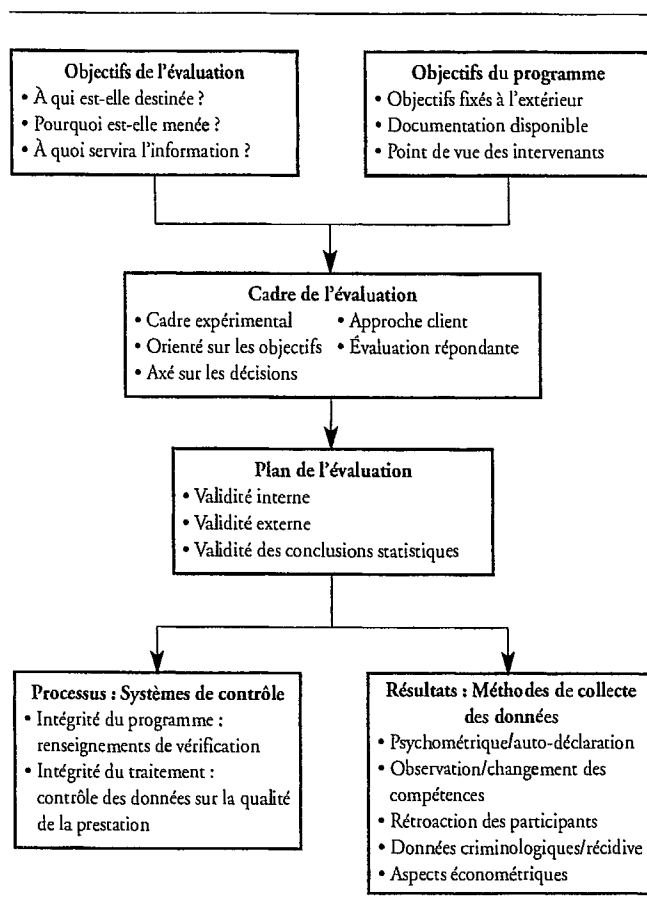 Objectifs de l'évaluation
• À qui est-elle destinée ?
• Pourquoi est-elle menée ?
• À quoi servira l'information ?
Objectifs du programme
• Objectifs fixés à l'extérieur
• Documentation disponible
• Point de vue des intervenants
Cadre de l'évaluation
• Cadre expérimental
• Orienté sur les objectifs
• Axé sur les décisions
• Approche client
• Évaluation répondante
Plan de l'évaluation
• Validité interne
• Validité externe
• Validité des conclusions statistiques
Processus : Systèmes de contrôle
• Intégrité du programme :
renseignements de vérification
• Intégrité du traitement :
contrôle des données sur la qualité
de la prestation
Résultats : Méthodes de collecte
des données
• Psychométrique/auto-déclaration
• Observation/changement des
compétences
• Rétroaction des participants
• Données criminologiques/récidive
• Aspects économétriques